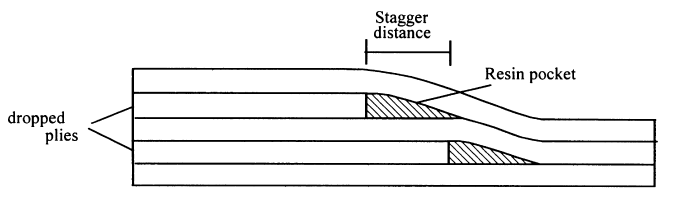 Stagger
distance
Resin pocket
dropped
plies